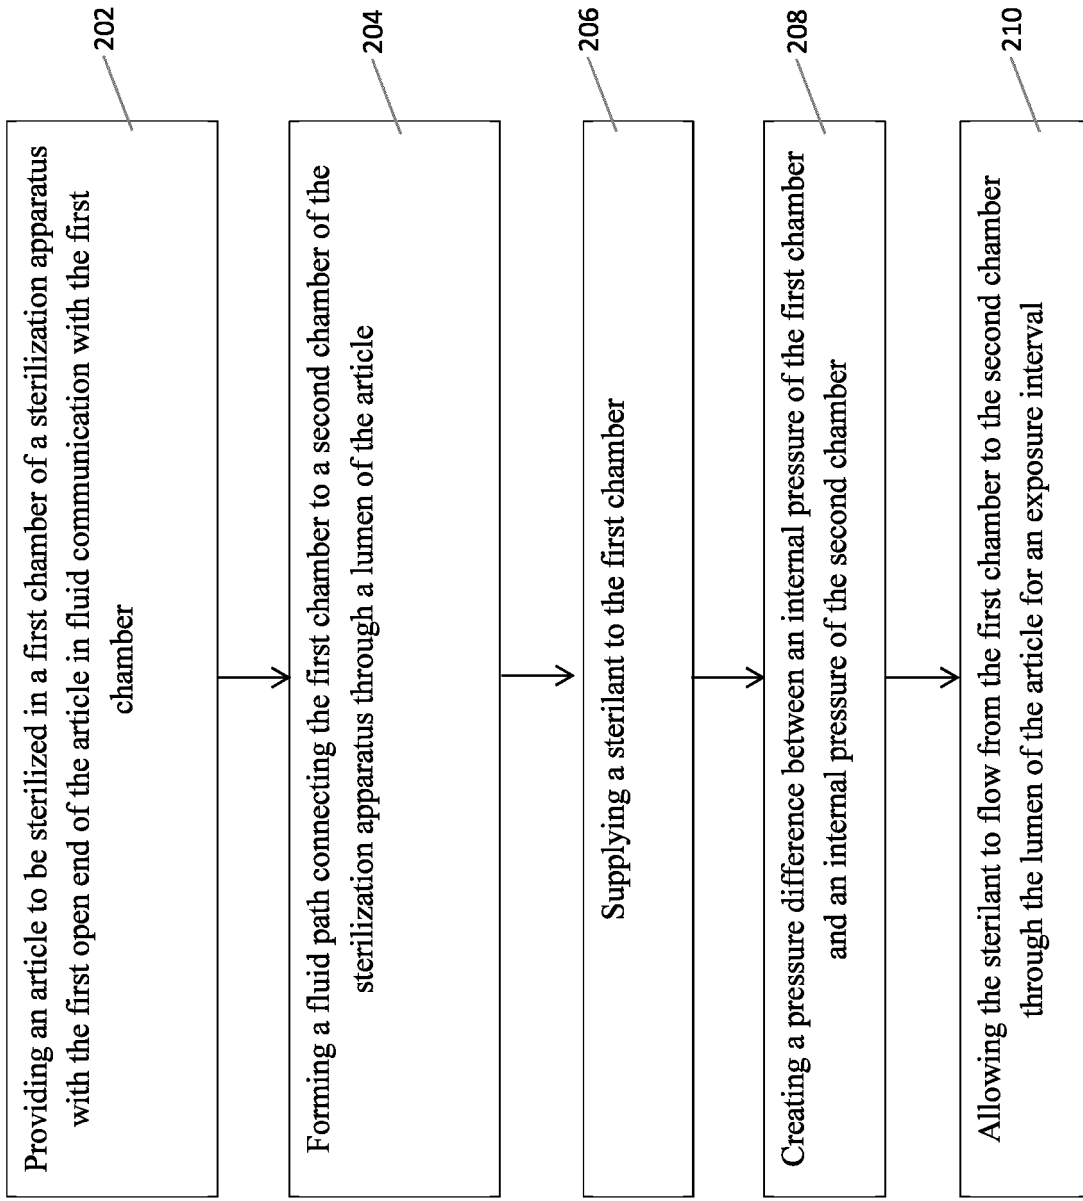 Providing an article to be sterilized in a first chamber of a sterilization apparatus
with the first open end of the article in fluid communication with the first
chamber
202
Forming a fluid path connecting the first chamber to a second chamber of the
sterilization apparatus through a lumen of the article
204
Supplying a sterilant to the first chamber
206
Creating a pressure difference between an internal pressure of the first chamber
and an internal pressure of the second chamber
208
Allowing the sterilant to flow from the first chamber to the second chamber
through the lumen of the article for an exposure interval
210